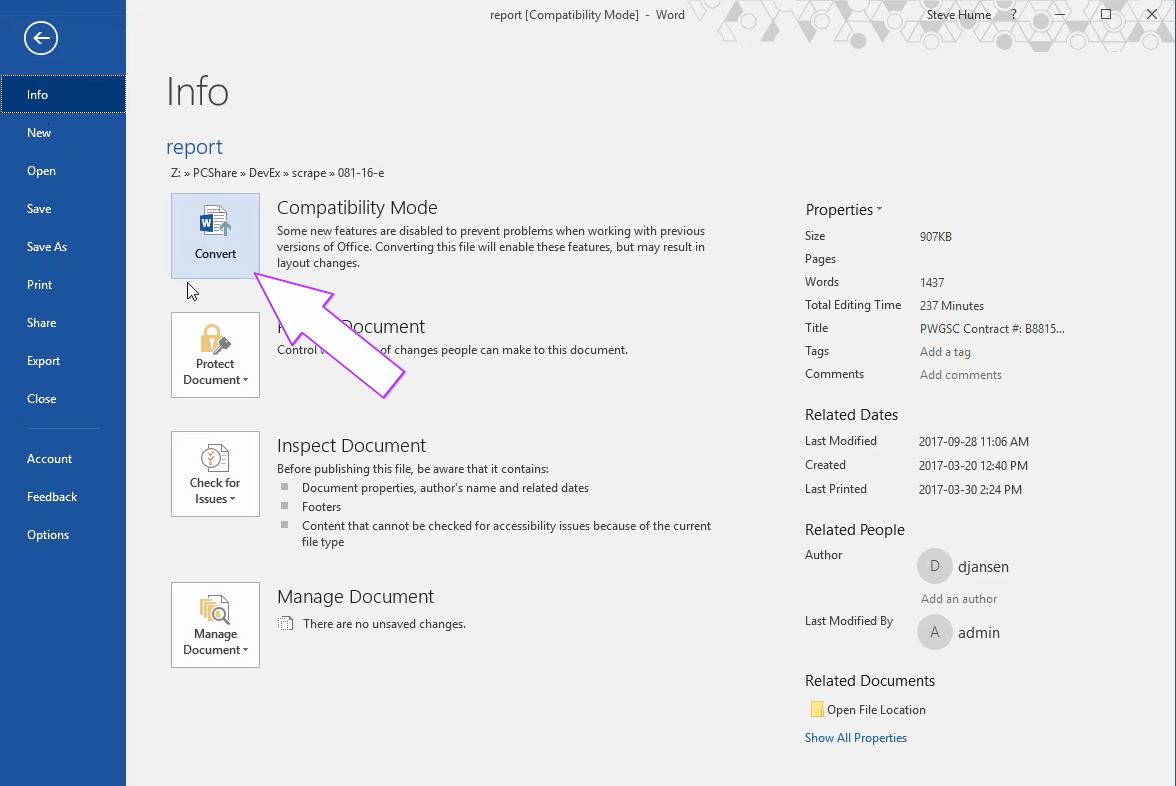 report [Compatibility Mode] - Word
Steve Hume
?
Info
New
Open
Save
Save As
Print
Share
Export
Close
Account
Feedback
Options
Info
report
Z: » PCShare » DevEx » scrape » 081-16-e
W
Convert
Compatibility Mode
Some new features are disabled to prevent problems when working with previous
versions of Office. Converting this file will enable these features, but may result in
layout changes.
Protect
Document
Document
Control of changes people can make to this document.
Check for
Issues
Inspect Document
Before publishing this file, be aware that it contains:
Document properties, author's name and related dates
Footers
Content that cannot be checked for accessibility issues because of the current
file type
Manage
Document
Manage Document
There are no unsaved changes.
Properties
Size 907KB
Pages
Words 1437
Total Editing Time 237 Minutes
Title PWGSC Contract #: B8815...
Tags Add a tag
Comments Add comments
Related Dates
Last Modified 2017-09-28 11:06 AM
Created 2017-03-20 12:40 PM
Last Printed 2017-03-30 2:24 PM
Related People
Author D djansen
Add an author
Last Modified By A admin
Related Documents
Open File Location
Show All Properties